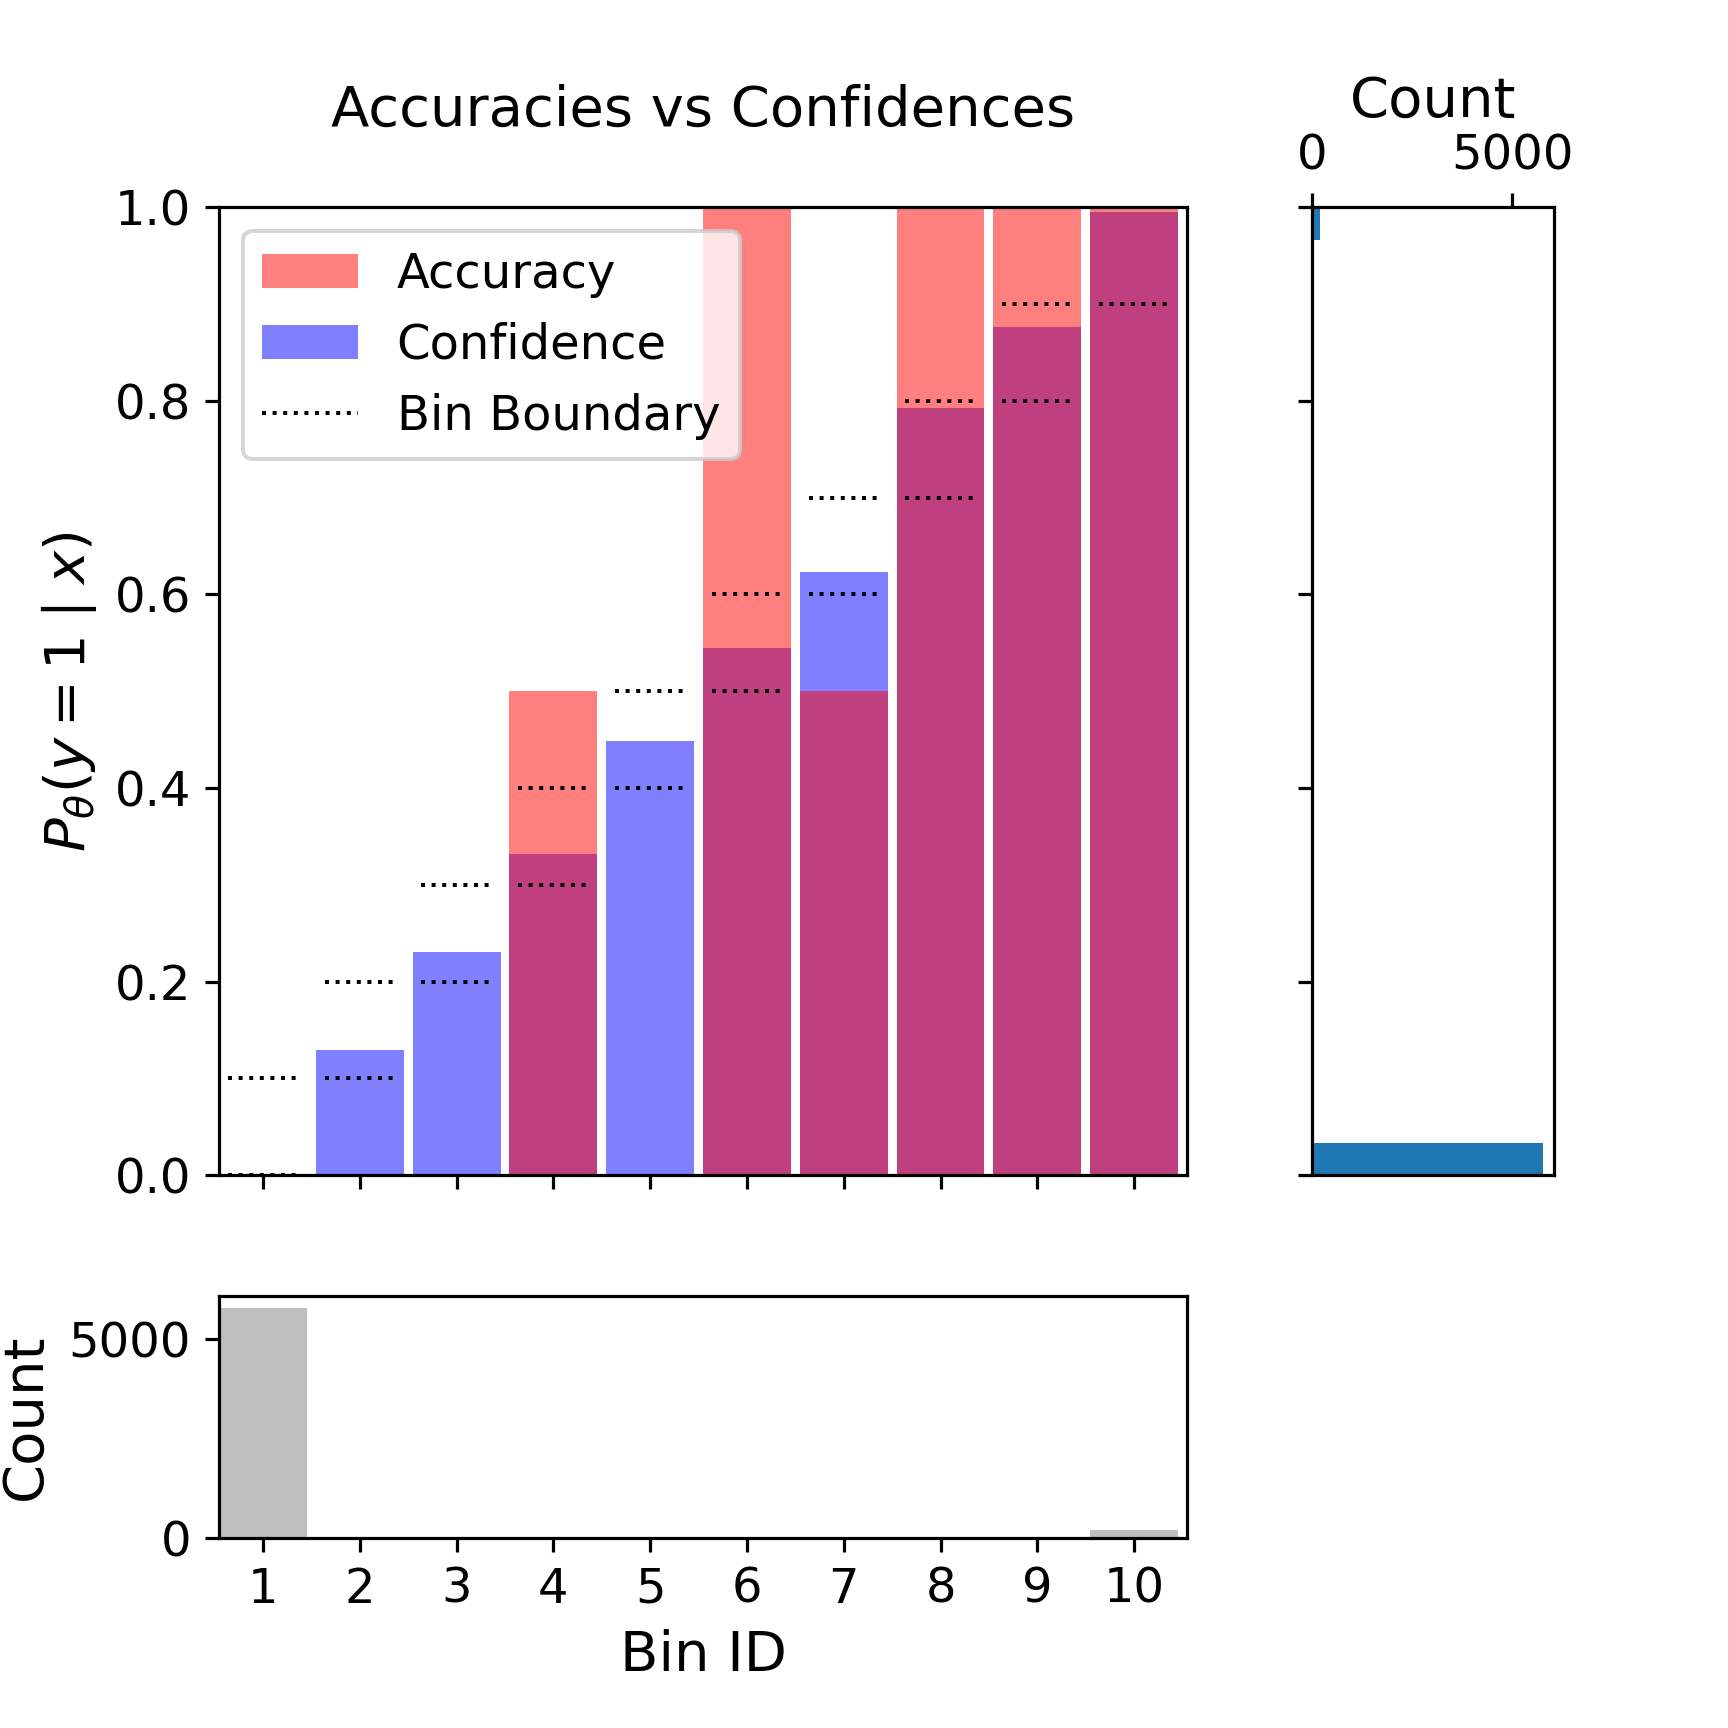 Accuracies vs Confidences
Count
0 5000
1.0
0.8
0.6
0.4
0.2
0.0
Pθ(y = 1 | x)
Accuracy
Confidence
Bin Boundary
Count
5000
0
1 2 3 4 5 6 7 8 9 10
Bin ID